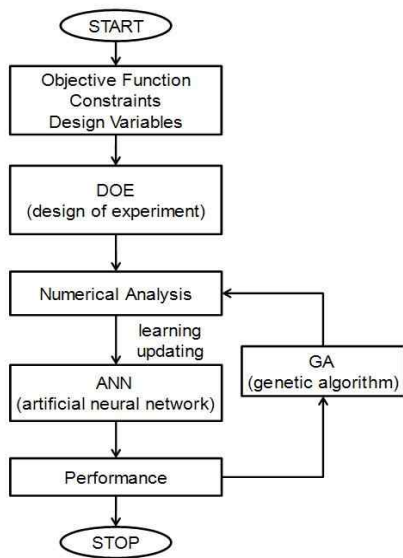 START
Objective Function
Constraints
Design Variables
DOE
(design of experiment)
Numerical Analysis
learning
updating
ANN
(artificial neural network)
GA
(genetic algorithm)
Performance
STOP